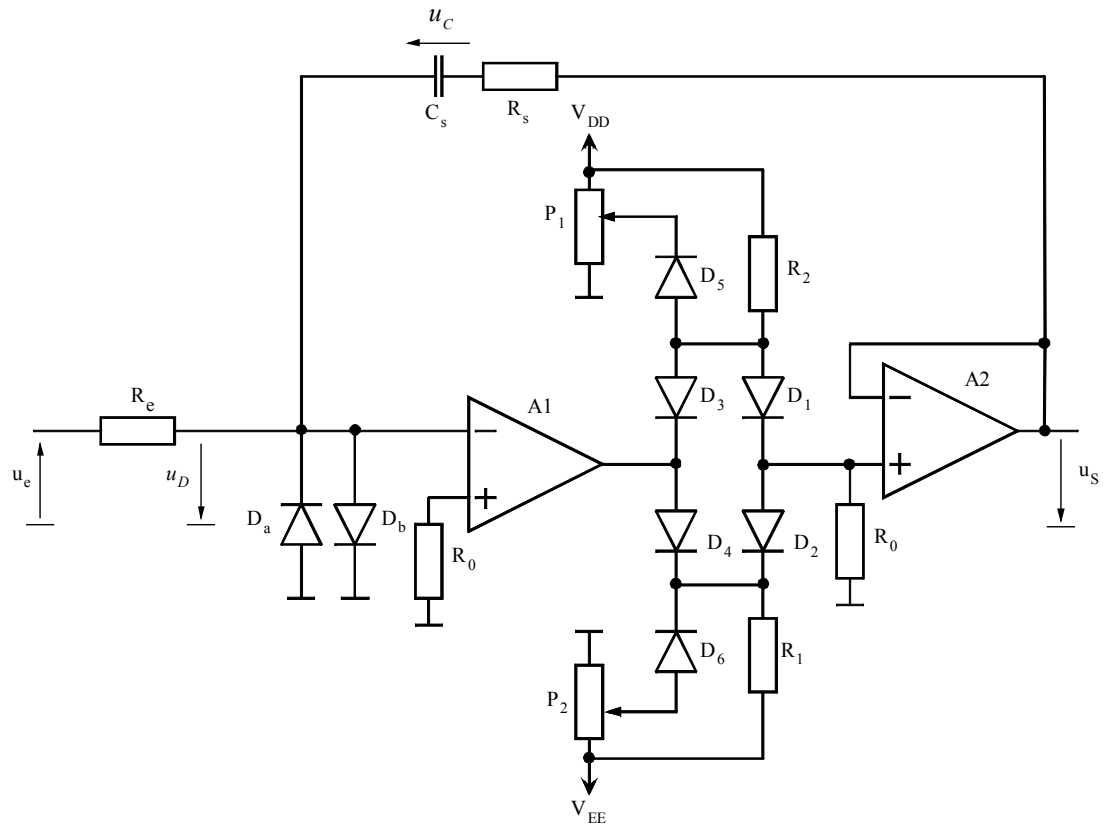 u_C
C_s
R_s
V_DD
P_1
D_5
R_2
D_3
D_1
A2
R_e
A1
u_e
u_D
D_a
D_b
R_0
D_4
D_2
R_0
u_S
D_6
R_1
P_2
V_EE